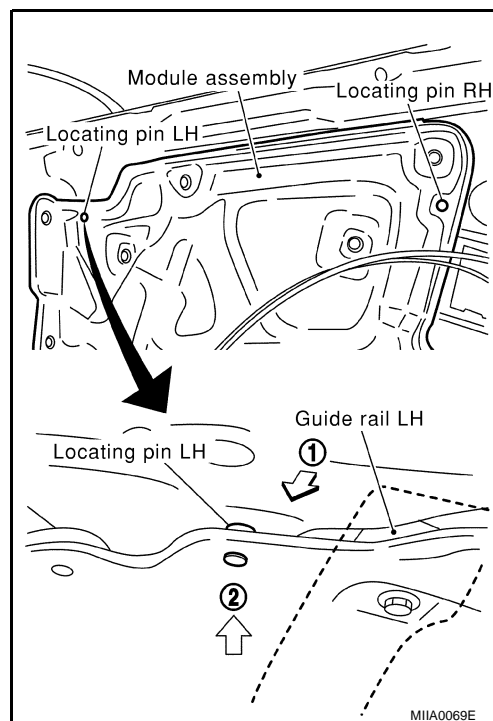 Module assembly
Locating pin RH
Locating pin LH
Guide rail LH
Locating pin LH
1
2
MIIA0069E